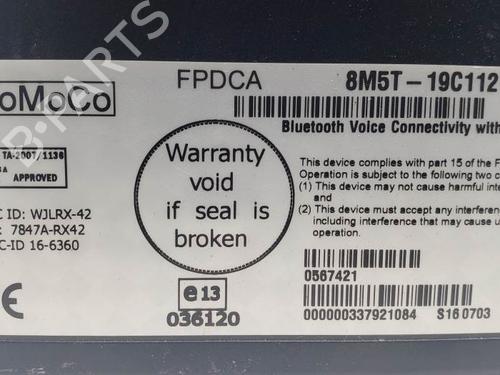 B-PARTS
oMoCo
FPDCA
8M5T-19C112
Bluetooth Voice Connectivity with
TA-2007/1136
APPROVED
Warranty
void
if seal is
broken
This device complies with part 15 of the F
Operation is subject to the following two c
(1) This device may not cause harmful inter
and
(2) This device must accept any interferenc
including interference that may cause u
operation.
C ID: WJLRX-42
: 7847A-RX42
C-ID 16-6360
CE
e13
036120
0567421
000000337921084 S160703